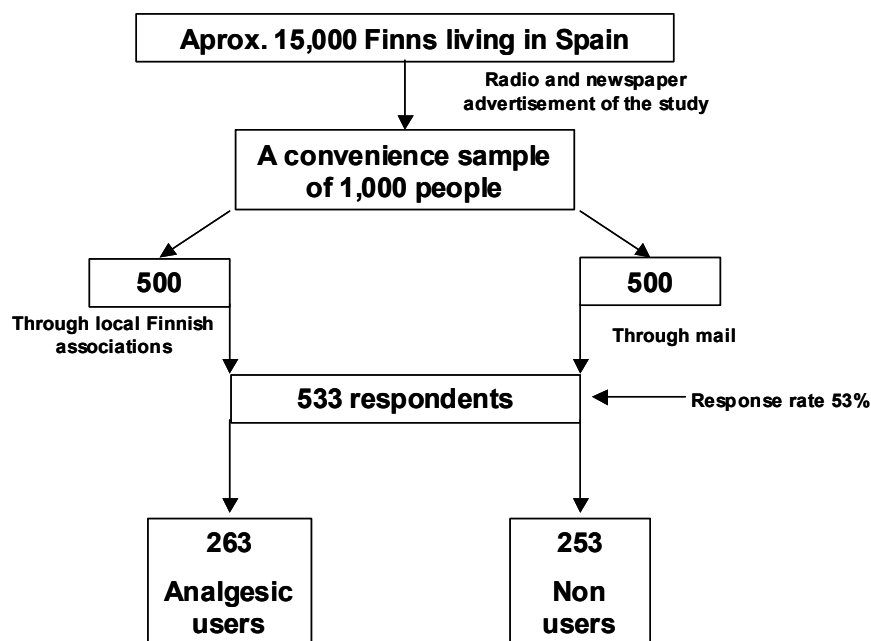 Aprox. 15,000 Finns living in Spain
Radio and newspaper
advertisement of the study
A convenience sample
of 1,000 people
500
500
Through local Finnish
associations
Through mail
533 respondents
Response rate 53%
263
Analgesic
users
253
Non
users